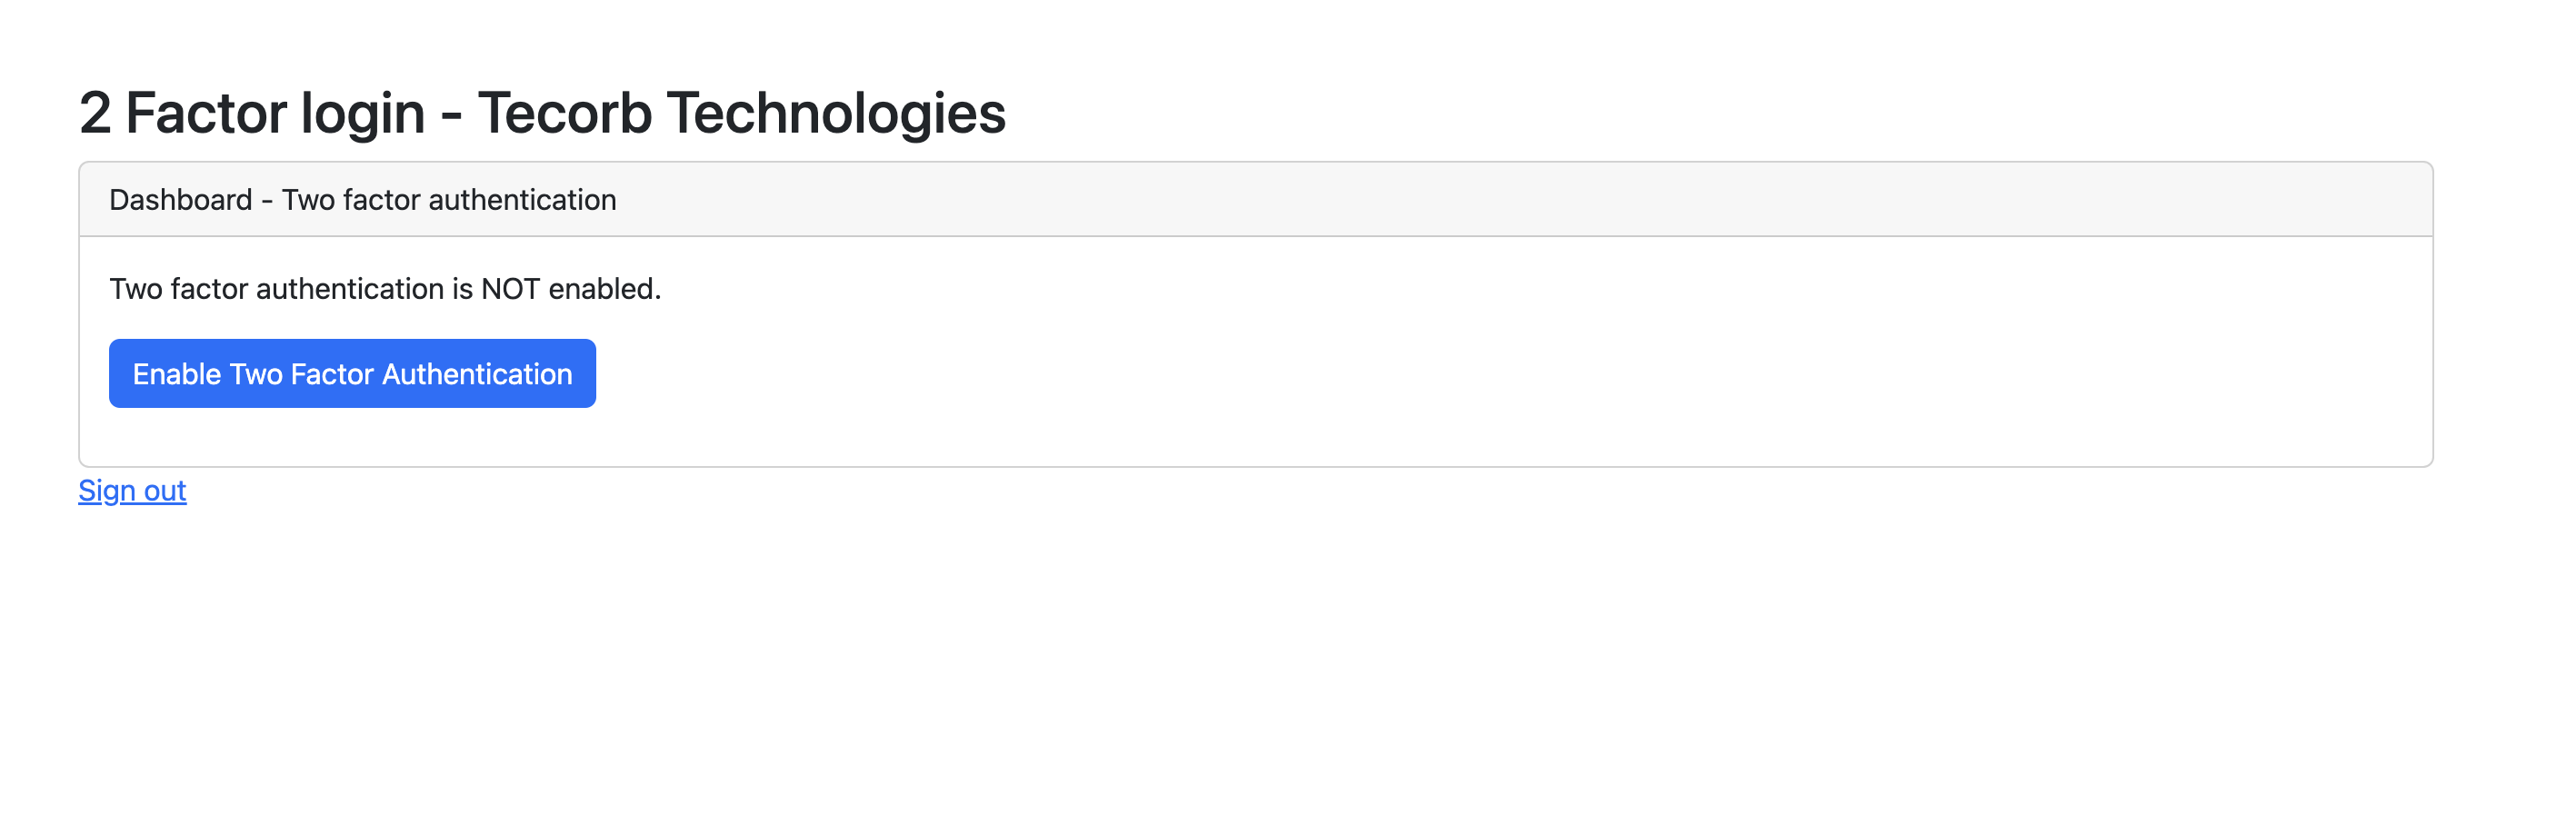 2 Factor login - Tecorb Technologies
Dashboard - Two factor authentication
Two factor authentication is NOT enabled.
Enable Two Factor Authentication
Sign out